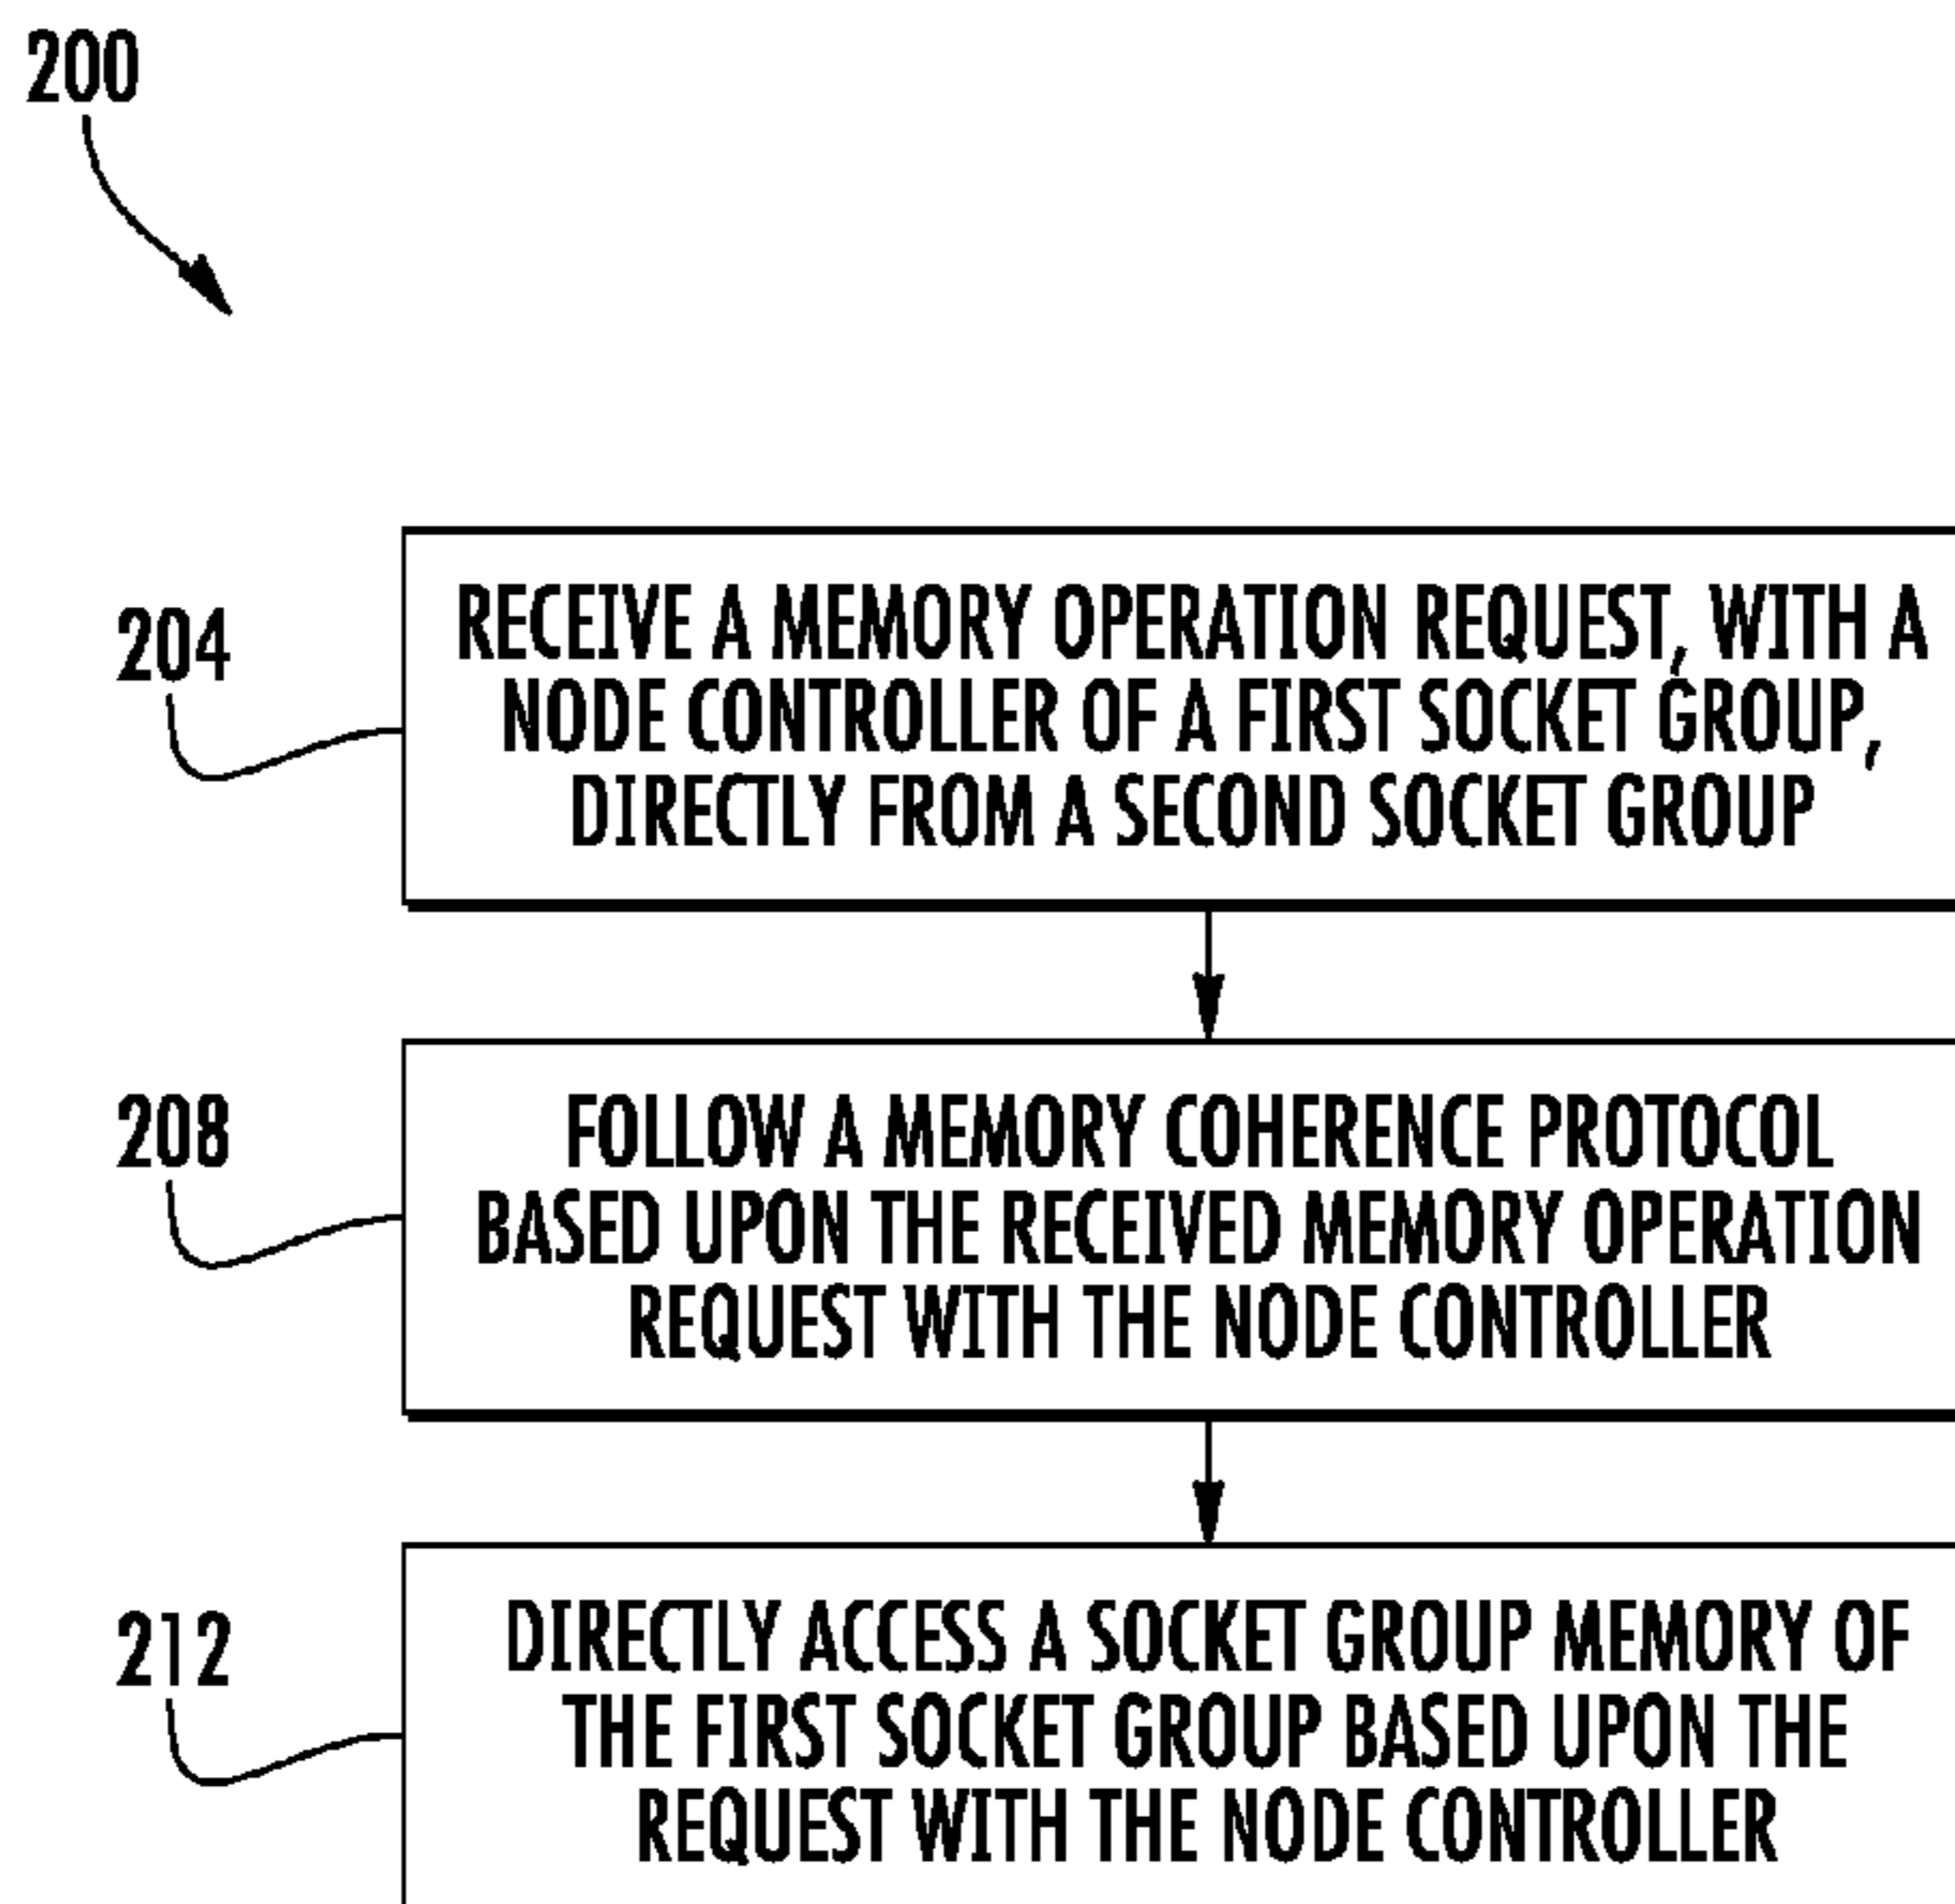 200
204
RECEIVE A MEMORY OPERATION REQUEST, WITH A
NODE CONTROLLER OF A FIRST SOCKET GROUP,
DIRECTLY FROM A SECOND SOCKET GROUP
208
FOLLOW A MEMORY COHERENCE PROTOCOL
BASED UPON THE RECEIVED MEMORY OPERATION
REQUEST WITH THE NODE CONTROLLER
212
DIRECTLY ACCESS A SOCKET GROUP MEMORY OF
THE FIRST SOCKET GROUP BASED UPON THE
REQUEST WITH THE NODE CONTROLLER